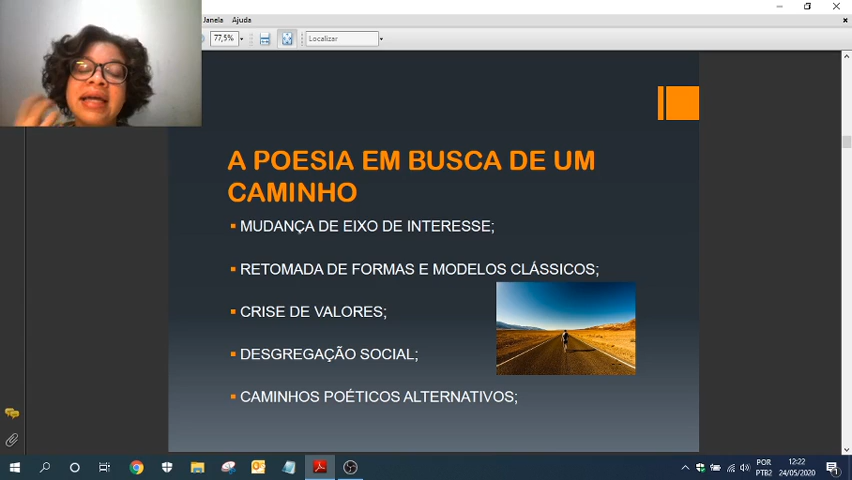 Janela Ajuda
77,5% Localizar
A POESIA EM BUSCA DE UM
CAMINHO
MUDANÇA DE EIXO DE INTERESSE;
RETOMADA DE FORMAS E MODELOS CLÁSSICOS;
CRISE DE VALORES;
DESGREGAÇÃO SOCIAL;
CAMINHOS POÉTICOS ALTERNATIVOS;
POR 12:22
PTB2 24/05/2020